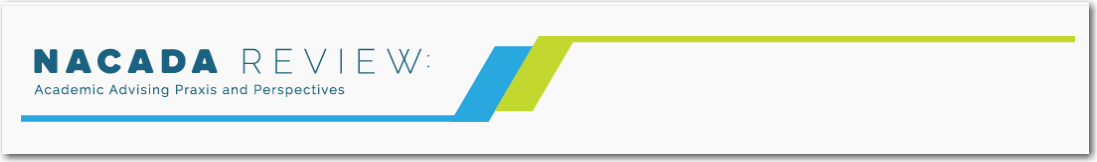 NACADA REVIEW:
Academic Advising Praxis and Perspectives